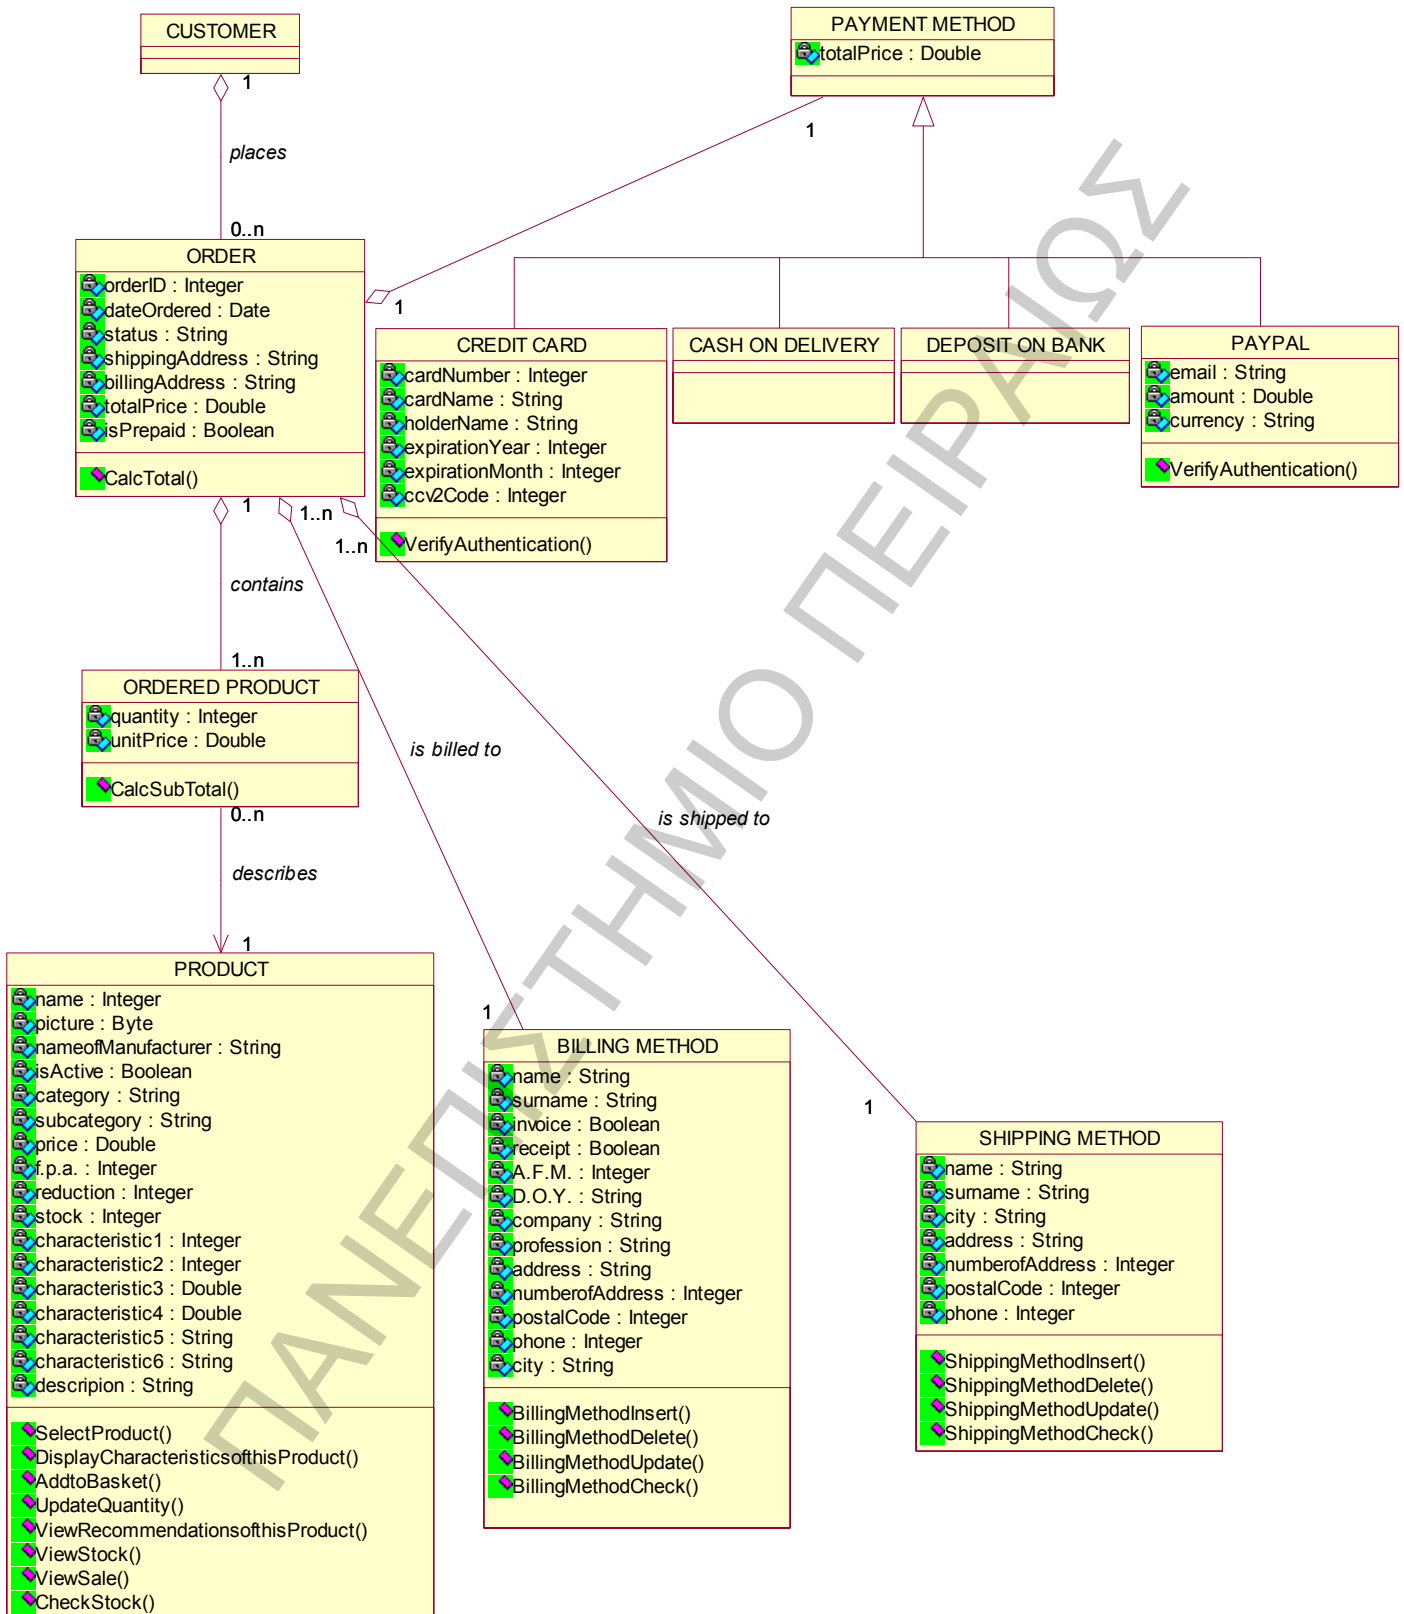 CUSTOMER
1
places
0..n
PAYMENT METHOD
totalPrice : Double
1
ORDER
orderID : Integer
dateOrdered : Date
status : String
shippingAddress : String
billingAddress : String
totalPrice : Double
isPrepaid : Boolean
CalcTotal()
1
CREDIT CARD
cardNumber : Integer
cardName : String
holderName : String
expirationYear : Integer
expirationMonth : Integer
ccv2Code : Integer
VerifyAuthentication()
CASH ON DELIVERY
DEPOSIT ON BANK
PAYPAL
email : String
amount : Double
currency : String
VerifyAuthentication()
1
1..n
1..n
contains
1..n
ORDERED PRODUCT
quantity : Integer
unitPrice : Double
CalcSubTotal()
is billed to
is shipped to
0..n
describes
1
PRODUCT
name : Integer
picture : Byte
nameofManufacturer : String
isActive : Boolean
category : String
subcategory : String
price : Double
f.p.a. : Integer
reduction : Integer
stock : Integer
characteristic1 : Integer
characteristic2 : Integer
characteristic3 : Double
characteristic4 : Double
characteristic5 : String
characteristic6 : String
descripion : String
SelectProduct()
DisplayCharacteristicsofthisProduct()
AddtoBasket()
UpdateQuantity()
ViewRecommendationsofthisProduct()
ViewStock()
ViewSale()
CheckStock()
1
BILLING METHOD
name : String
surname : String
invoice : Boolean
receipt : Boolean
A.F.M. : Integer
D.O.Y. : String
company : String
profession : String
address : String
numberofAddress : Integer
postalCode : Integer
phone : Integer
city : String
BillingMethodInsert()
BillingMethodDelete()
BillingMethodUpdate()
BillingMethodCheck()
1
SHIPPING METHOD
name : String
surname : String
city : String
address : String
numberofAddress : Integer
postalCode : Integer
phone : Integer
ShippingMethodInsert()
ShippingMethodDelete()
ShippingMethodUpdate()
ShippingMethodCheck()
ΠΑΝΕΠΙΣΤΗΜΙΟ ΠΕΙΡΑΙΩΣ